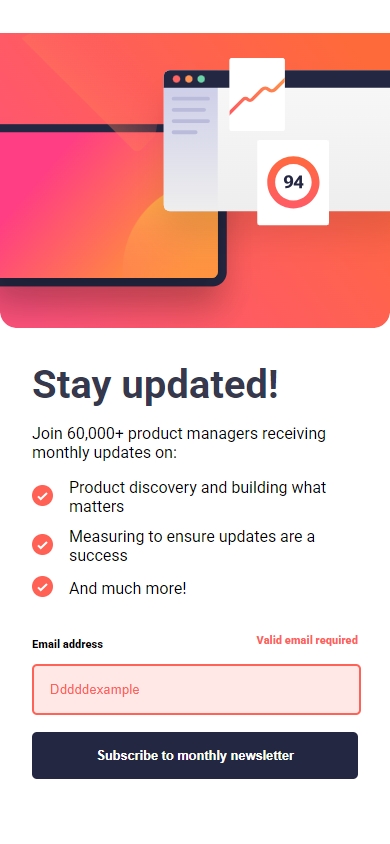 94
Stay updated!
Join 60,000+ product managers receiving
monthly updates on:
Product discovery and building what
matters
Measuring to ensure updates are a
success
And much more!
Email address
Valid email required
Dddddexample
Subscribe to monthly newsletter